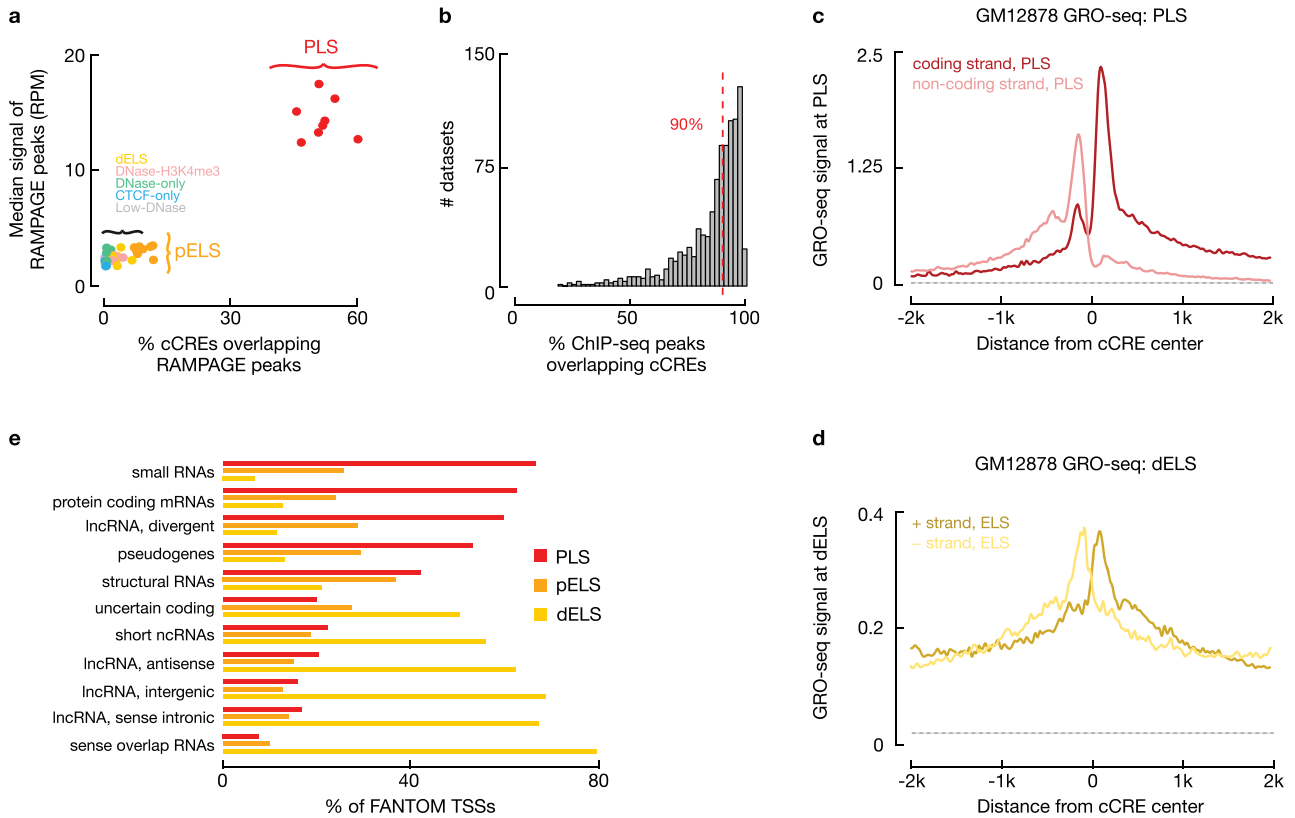 a
Median signal of
RAMPAGE peaks (RPM)
20
10
0
PLS
dELS
DNase-H3K4me3
DNase-only
CTCF-only
Low-DNase
pELS
0 30 60
% cCREs overlapping
RAMPAGE peaks
b
# datasets
150
75
0
90%
0 50 100
% ChIP-seq peaks
overlapping cCREs
c
GM12878 GRO-seq: PLS
GRO-seq signal at PLS
2.5
1.25
0
coding strand, PLS
non-coding strand, PLS
-2k -1k 0 1k 2k
Distance from cCRE center
d
GM12878 GRO-seq: dELS
GRO-seq signal at dELS
0.4
0.2
0
+ strand, ELS
– strand, ELS
-2k -1k 0 1k 2k
Distance from cCRE center
e
small RNAs
protein coding mRNAs
lncRNA, divergent
pseudogenes
structural RNAs
uncertain coding
short ncRNAs
lncRNA, antisense
lncRNA, intergenic
lncRNA, sense intronic
sense overlap RNAs
PLS
pELS
dELS
0 40 80
% of FANTOM TSSs